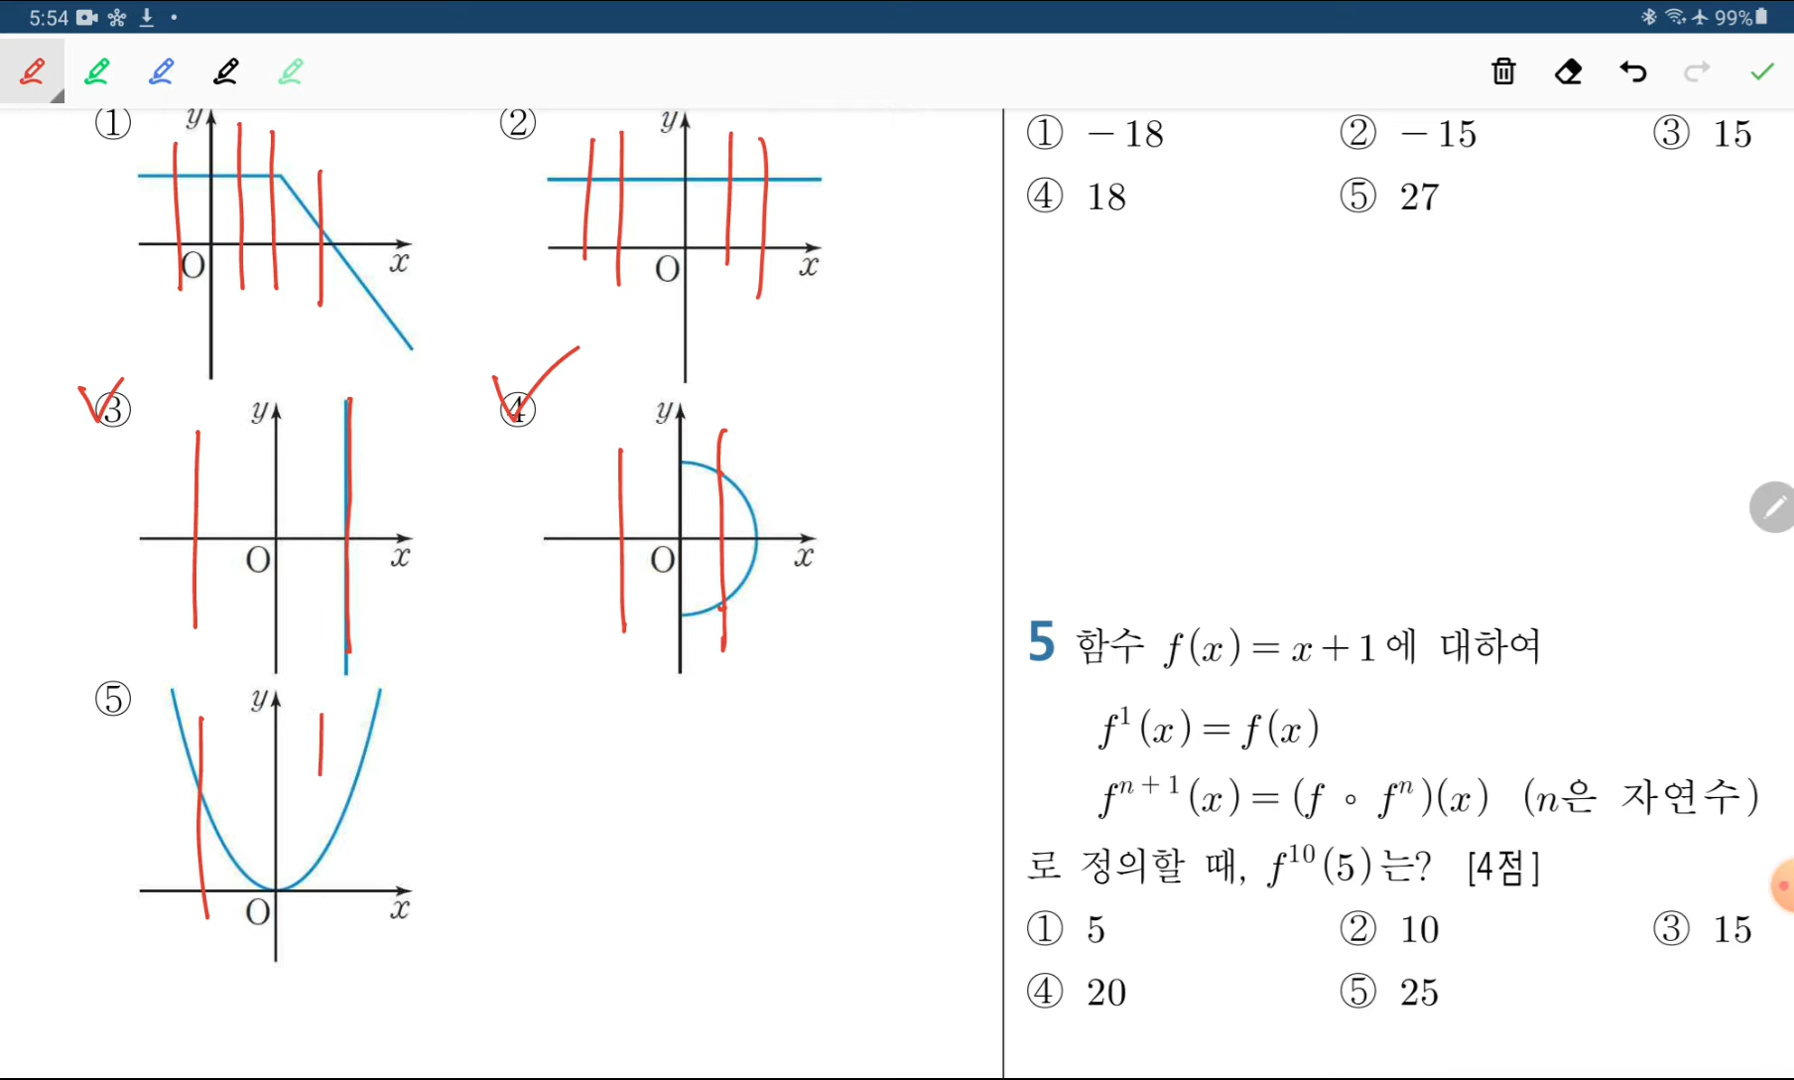 5:54
99%
① y O x
② y O x
③ y O x
④ y O x
⑤ y O x
① －18 ② －15 ③ 15
④ 18 ⑤ 27
5 함수 f(x)=x+1에 대하여
f¹(x)=f(x)
fⁿ⁺¹(x)=(f ∘ fⁿ)(x) (n은 자연수)
로 정의할 때, f¹⁰(5)는? [4점]
① 5 ② 10 ③ 15
④ 20 ⑤ 25